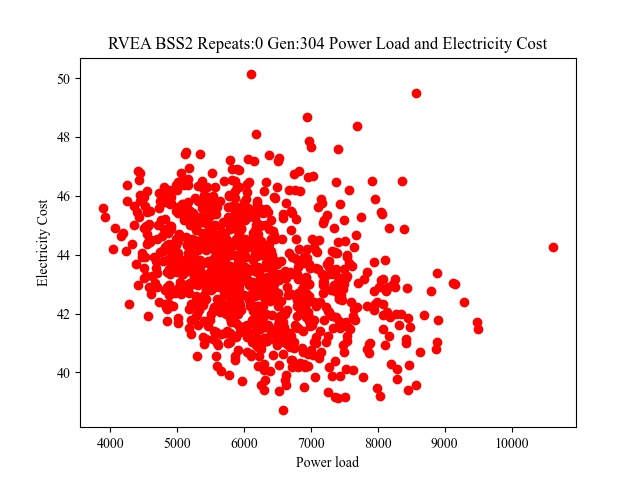 RVEA BSS2 Repeats:0 Gen:304 Power Load and Electricity Cost
50
48
46
44
42
40
Electricity Cost
4000 5000 6000 7000 8000 9000 10000
Power load